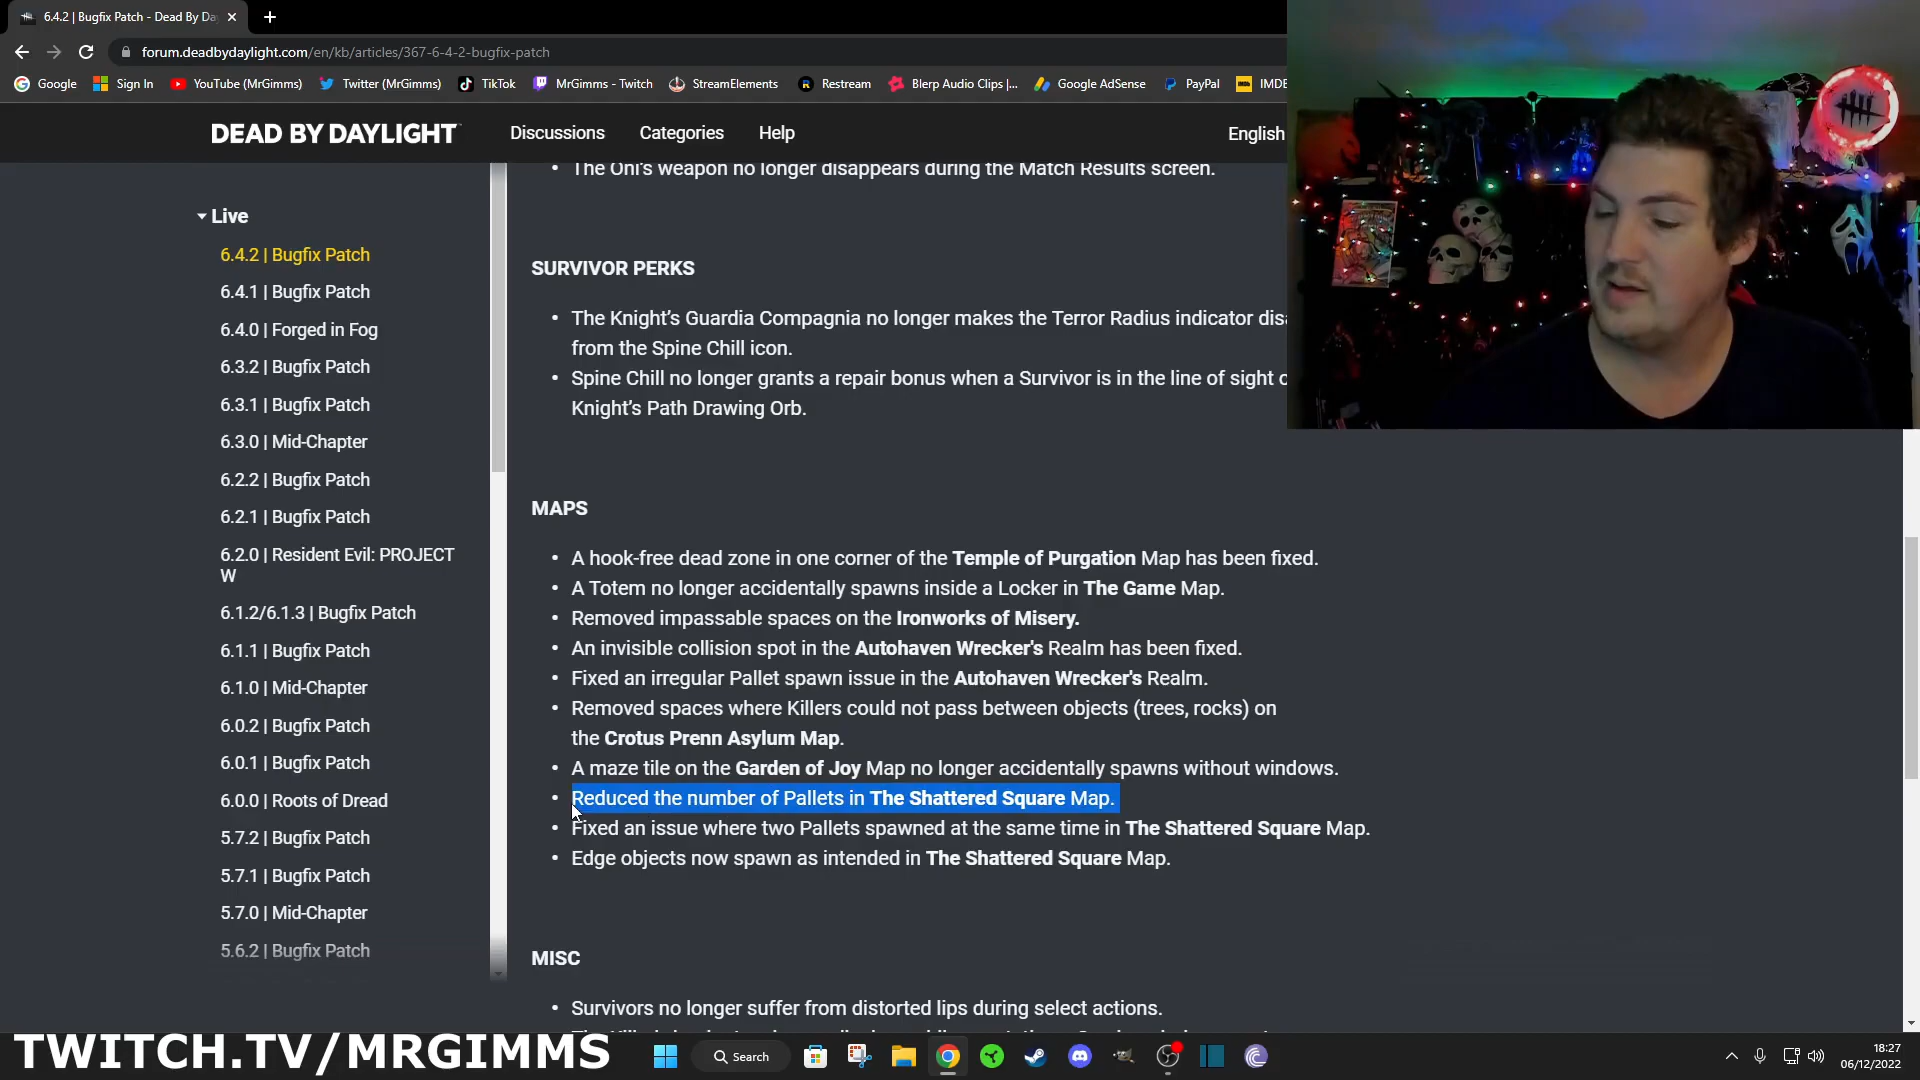 6.4.2 | Bugfix Patch - Dead By Da
forum.deadbydaylight.com/en/kb/articles/367-6-4-2-bugfix-patch
Google
Sign In
YouTube (MrGimms)
Twitter (MrGimms)
TikTok
MrGimms - Twitch
StreamElements
Restream
Blerp Audio Clips |...
Google AdSense
PayPal
IMDE
DEAD BY DAYLIGHT
Discussions
Categories
Help
English
Live
6.4.2 | Bugfix Patch
6.4.1 | Bugfix Patch
6.4.0 | Forged in Fog
6.3.2 | Bugfix Patch
6.3.1 | Bugfix Patch
6.3.0 | Mid-Chapter
6.2.2 | Bugfix Patch
6.2.1 | Bugfix Patch
6.2.0 | Resident Evil: PROJECT
W
6.1.2/6.1.3 | Bugfix Patch
6.1.1 | Bugfix Patch
6.1.0 | Mid-Chapter
6.0.2 | Bugfix Patch
6.0.1 | Bugfix Patch
6.0.0 | Roots of Dread
5.7.2 | Bugfix Patch
5.7.1 | Bugfix Patch
5.7.0 | Mid-Chapter
5.6.2 | Bugfix Patch
• The Oni's weapon no longer disappears during the Match Results screen.
SURVIVOR PERKS
• The Knight's Guardia Compagnia no longer makes the Terror Radius indicator disa
from the Spine Chill icon.
• Spine Chill no longer grants a repair bonus when a Survivor is in the line of sight o
Knight's Path Drawing Orb.
MAPS
• A hook-free dead zone in one corner of the Temple of Purgation Map has been fixed.
• A Totem no longer accidentally spawns inside a Locker in The Game Map.
• Removed impassable spaces on the Ironworks of Misery.
• An invisible collision spot in the Autohaven Wrecker's Realm has been fixed.
• Fixed an irregular Pallet spawn issue in the Autohaven Wrecker's Realm.
• Removed spaces where Killers could not pass between objects (trees, rocks) on
the Crotus Prenn Asylum Map.
• A maze tile on the Garden of Joy Map no longer accidentally spawns without windows.
• Reduced the number of Pallets in The Shattered Square Map.
• Fixed an issue where two Pallets spawned at the same time in The Shattered Square Map.
• Edge objects now spawn as intended in The Shattered Square Map.
MISC
• Survivors no longer suffer from distorted lips during select actions.
TWITCH.TV/MRGIMMS
Search
18:27
06/12/2022